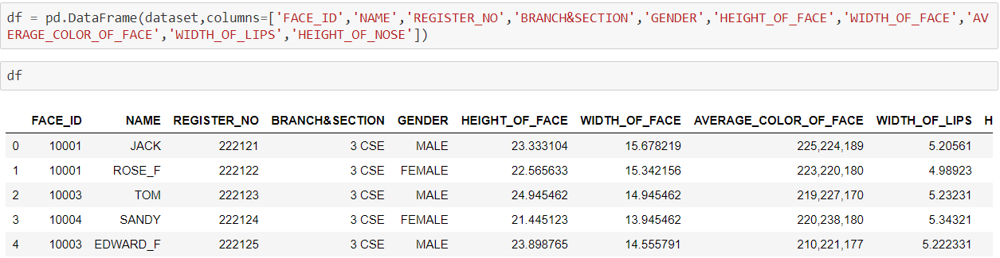 df = pd.DataFrame(dataset,columns=['FACE_ID','NAME','REGISTER_NO','BRANCH&SECTION','GENDER','HEIGHT_OF_FACE','WIDTH_OF_FACE','AV
ERAGE_COLOR_OF_FACE','WIDTH_OF_LIPS','HEIGHT_OF_NOSE'])
df
FACE_ID NAME REGISTER_NO BRANCH&SECTION GENDER HEIGHT_OF_FACE WIDTH_OF_FACE AVERAGE_COLOR_OF_FACE WIDTH_OF_LIPS H
0 10001 JACK 222121 3 CSE MALE 23.333104 15.678219 225,224,189 5.20561
1 10001 ROSE_F 222122 3 CSE FEMALE 22.565633 15.342156 223,220,180 4.98923
2 10003 TOM 222123 3 CSE MALE 24.945462 14.945462 219,227,170 5.23231
3 10004 SANDY 222124 3 CSE FEMALE 21.445123 13.945462 220,238,180 5.34321
4 10003 EDWARD_F 222125 3 CSE MALE 23.898765 14.555791 210,221,177 5.222331